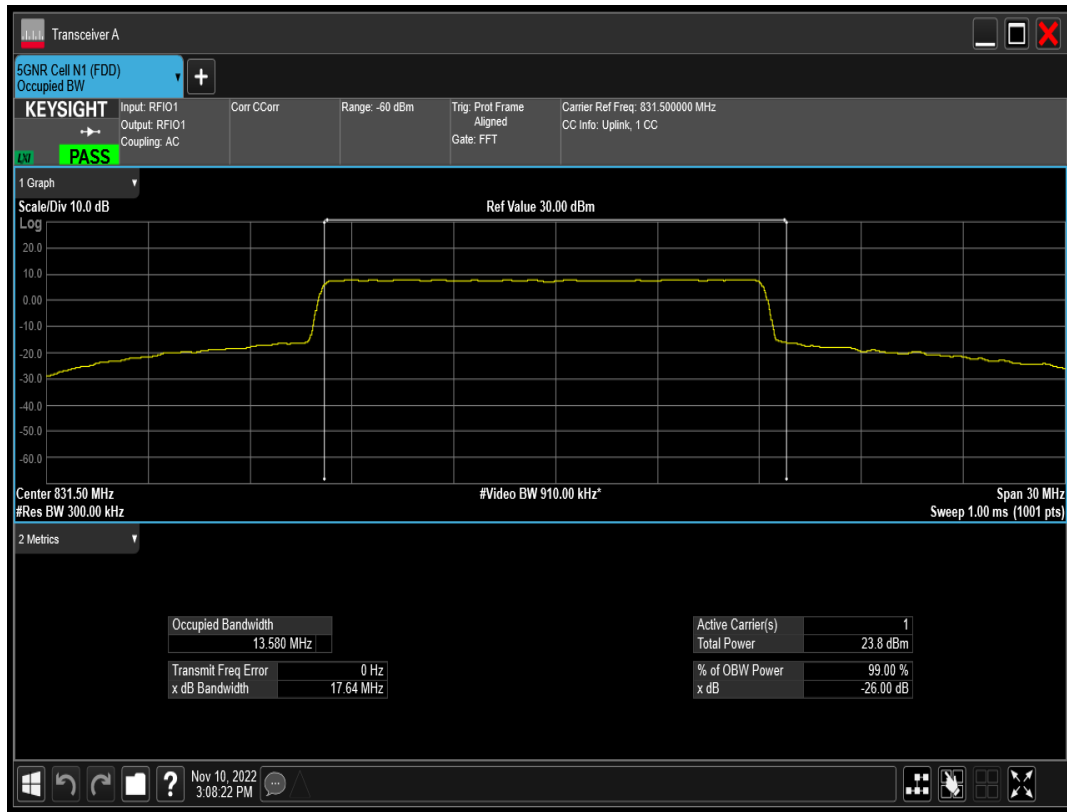 Transceiver A
5GNR Cell N1 (FDD)
Occupied BW
KEYSIGHT
LXI
PASS
Input: RFIO1
Output: RFIO1
Coupling: AC
Corr CCorr
Range: -60 dBm
Trig: Prot Frame
Aligned
Gate: FFT
Carrier Ref Freq: 831.500000 MHz
CC Info: Uplink, 1 CC
1 Graph
Scale/Div 10.0 dB
Ref Value 30.00 dBm
Log
20.0
10.0
0.00
-10.0
-20.0
-30.0
-40.0
-50.0
-60.0
Center 831.50 MHz
#Video BW 910.00 kHz*
Span 30 MHz
#Res BW 300.00 kHz
Sweep 1.00 ms (1001 pts)
2 Metrics
Occupied Bandwidth
13.580 MHz
Transmit Freq Error 0 Hz
x dB Bandwidth 17.64 MHz
Active Carrier(s) 1
Total Power 23.8 dBm
% of OBW Power 99.00 %
x dB -26.00 dB
Nov 10, 2022
3:08:22 PM